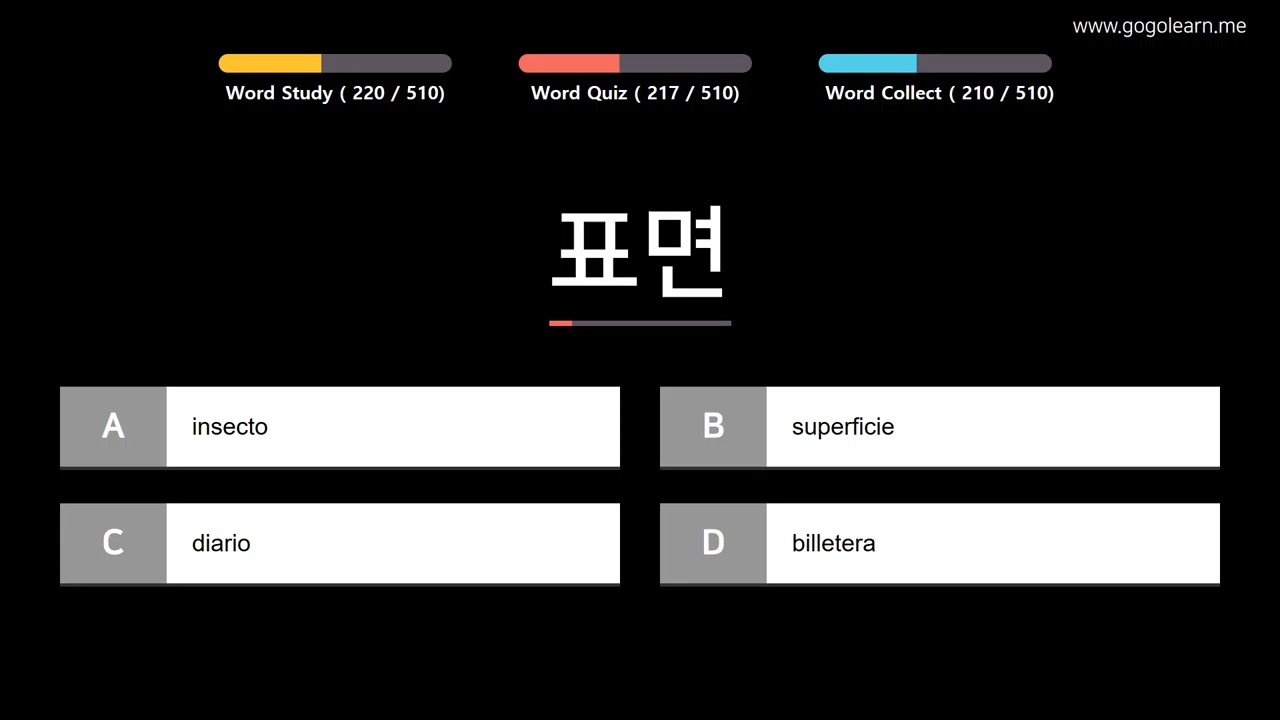 www.gogolearn.me
Word Study ( 220 / 510)
Word Quiz ( 217 / 510)
Word Collect ( 210 / 510)
표면
A insecto
B superficie
C diario
D billetera